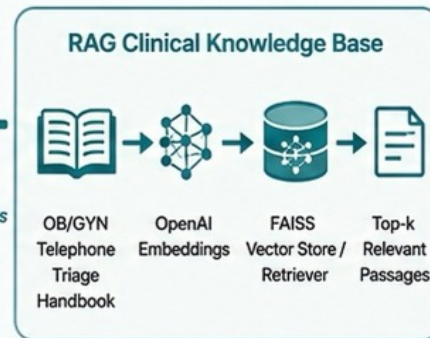 RAG Clinical Knowledge Base
s
OB/GYN
Telephone
Triage
Handbook
OpenAI
Embeddings
FAISS
Vector Store /
Retriever
Top-k
Relevant
Passages